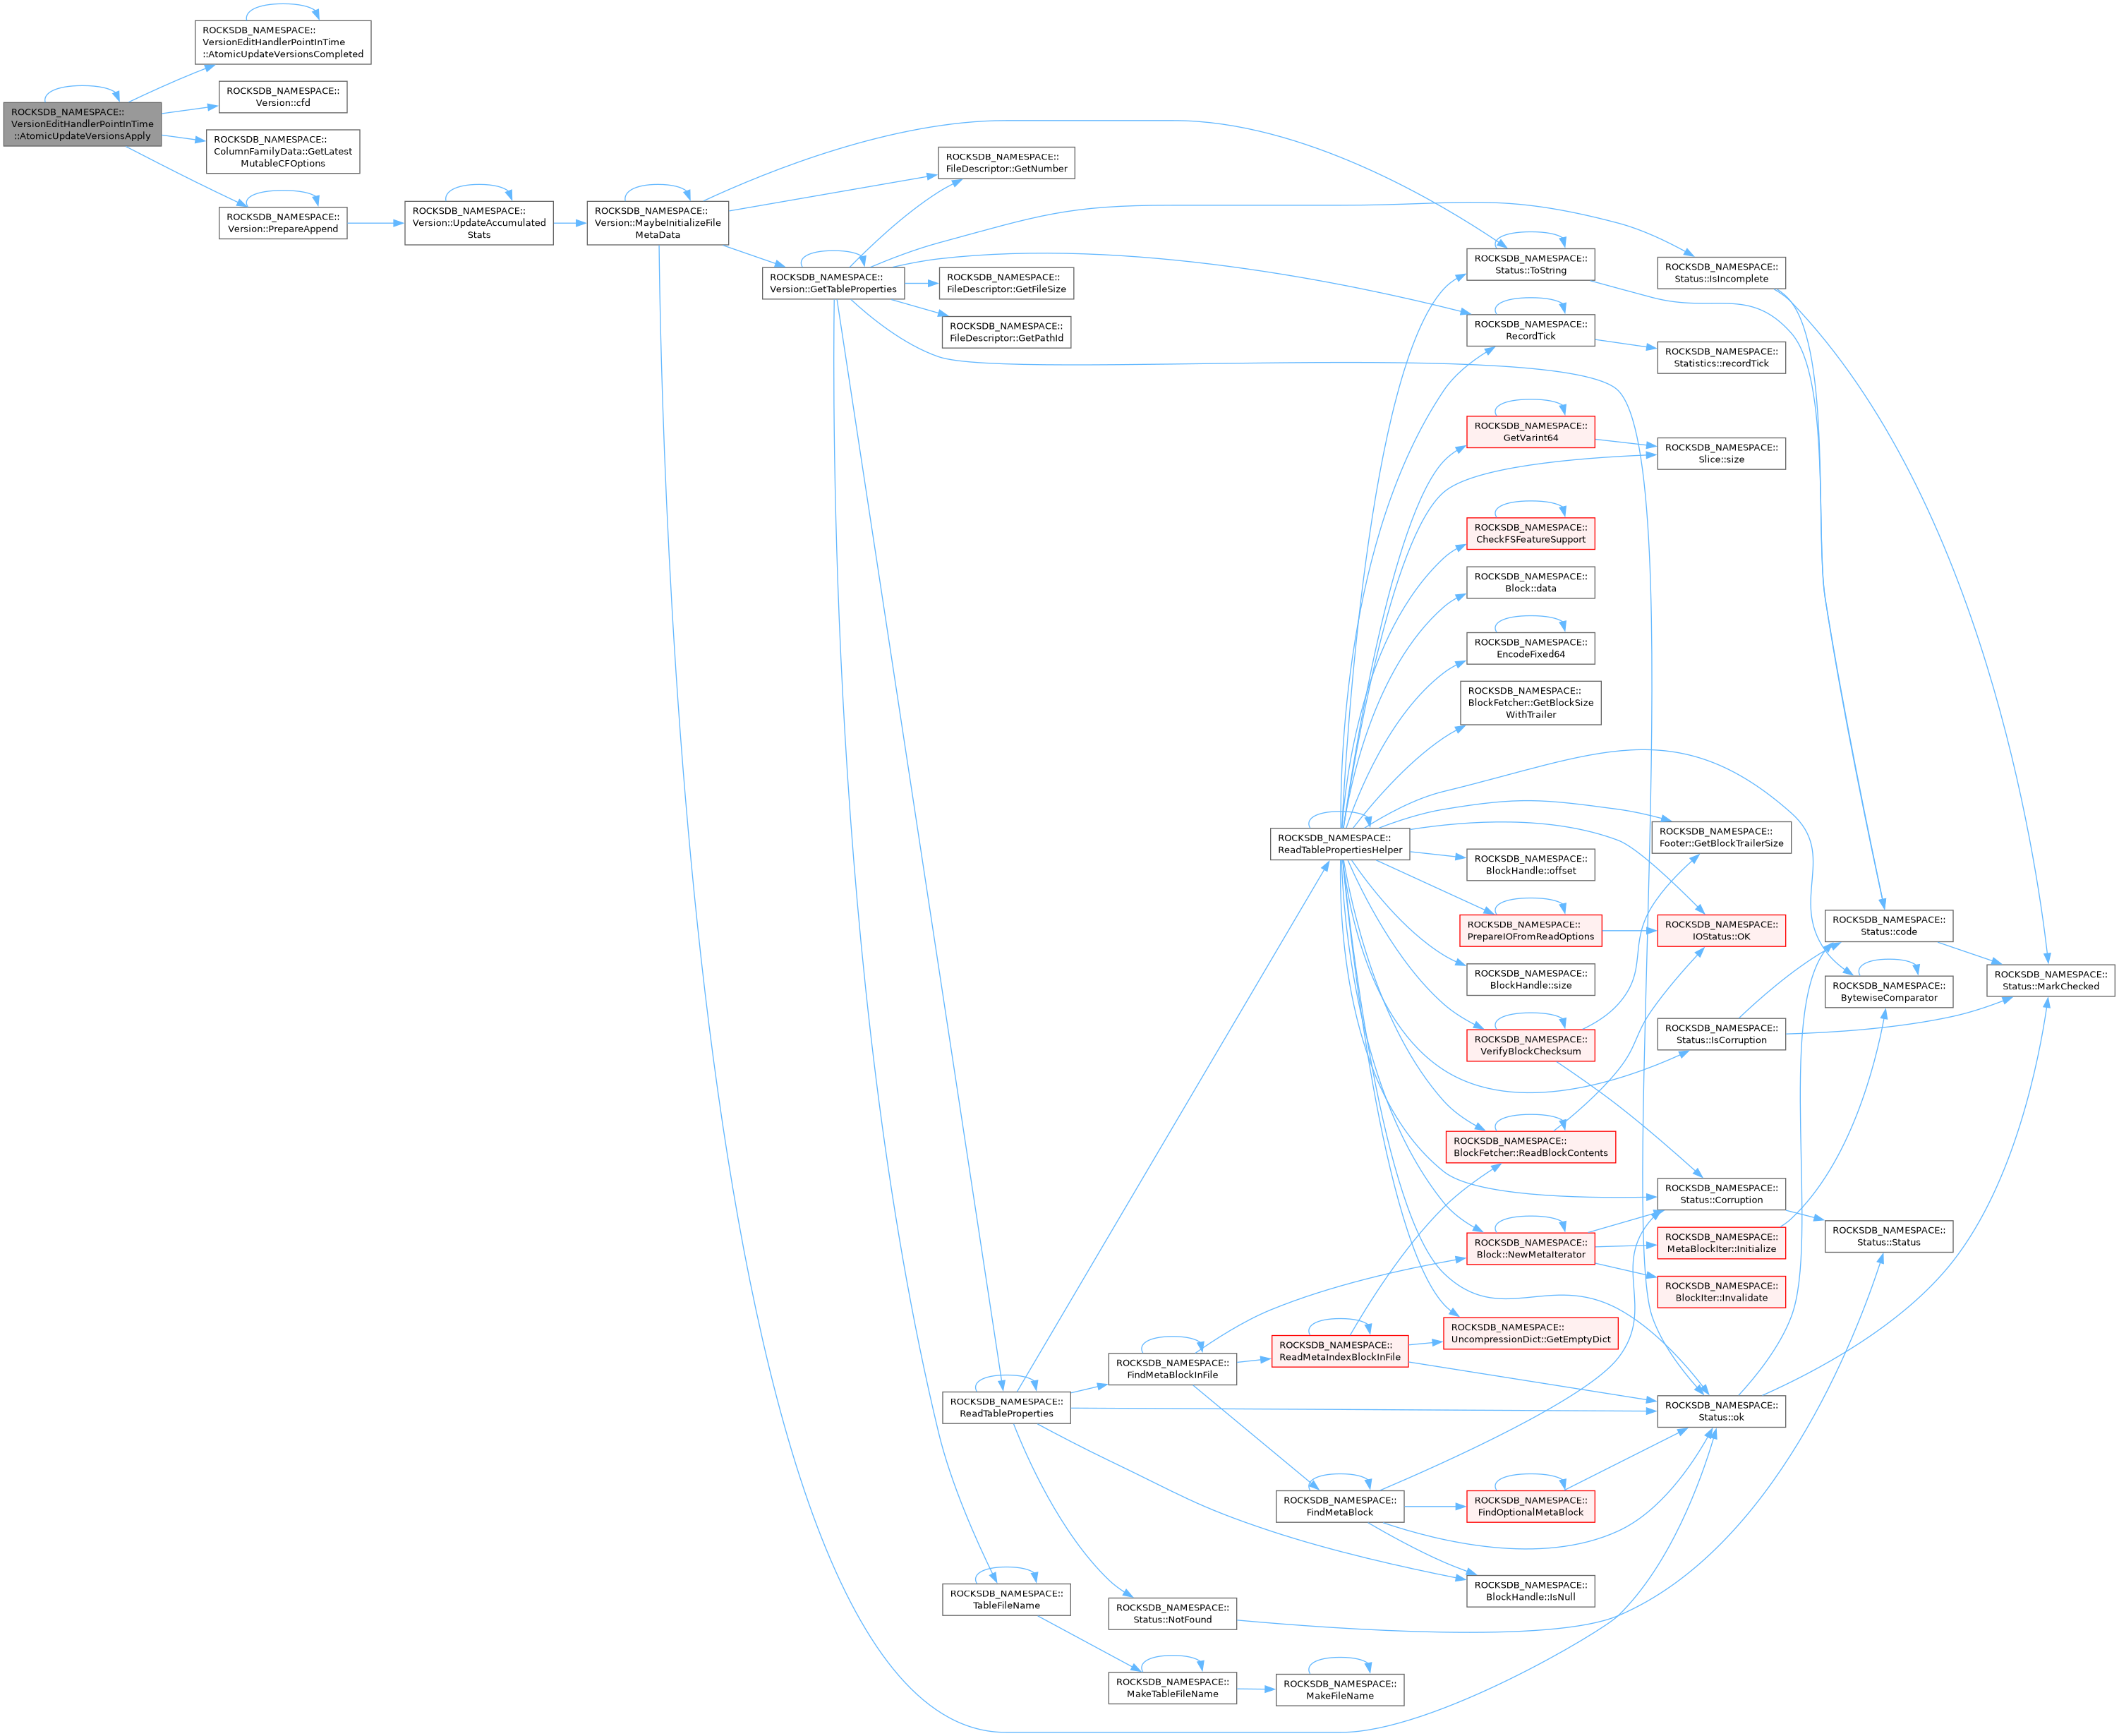 ROCKSDB_NAMESPACE::
VersionEditHandlerPointInTime
::AtomicUpdateVersionsApply
ROCKSDB_NAMESPACE::
VersionEditHandlerPointInTime
::AtomicUpdateVersionsCompleted
ROCKSDB_NAMESPACE::
Version::cfd
ROCKSDB_NAMESPACE::
ColumnFamilyData::GetLatest
MutableCFOptions
ROCKSDB_NAMESPACE::
Version::PrepareAppend
ROCKSDB_NAMESPACE::
Version::UpdateAccumulated
Stats
ROCKSDB_NAMESPACE::
Version::MaybeInitializeFile
MetaData
ROCKSDB_NAMESPACE::
FileDescriptor::GetNumber
ROCKSDB_NAMESPACE::
Version::GetTableProperties
ROCKSDB_NAMESPACE::
FileDescriptor::GetFileSize
ROCKSDB_NAMESPACE::
FileDescriptor::GetPathId
ROCKSDB_NAMESPACE::
Status::ToString
ROCKSDB_NAMESPACE::
Status::IsIncomplete
ROCKSDB_NAMESPACE::
RecordTick
ROCKSDB_NAMESPACE::
Statistics::recordTick
ROCKSDB_NAMESPACE::
GetVarint64
ROCKSDB_NAMESPACE::
Slice::size
ROCKSDB_NAMESPACE::
CheckFSFeatureSupport
ROCKSDB_NAMESPACE::
Block::data
ROCKSDB_NAMESPACE::
EncodeFixed64
ROCKSDB_NAMESPACE::
BlockFetcher::GetBlockSize
WithTrailer
ROCKSDB_NAMESPACE::
ReadTablePropertiesHelper
ROCKSDB_NAMESPACE::
Footer::GetBlockTrailerSize
ROCKSDB_NAMESPACE::
BlockHandle::offset
ROCKSDB_NAMESPACE::
PrepareIOFromReadOptions
ROCKSDB_NAMESPACE::
IOStatus::OK
ROCKSDB_NAMESPACE::
Status::code
ROCKSDB_NAMESPACE::
BlockHandle::size
ROCKSDB_NAMESPACE::
BytewiseComparator
ROCKSDB_NAMESPACE::
Status::MarkChecked
ROCKSDB_NAMESPACE::
VerifyBlockChecksum
ROCKSDB_NAMESPACE::
Status::IsCorruption
ROCKSDB_NAMESPACE::
BlockFetcher::ReadBlockContents
ROCKSDB_NAMESPACE::
Status::Corruption
ROCKSDB_NAMESPACE::
Status::Status
ROCKSDB_NAMESPACE::
Block::NewMetaIterator
ROCKSDB_NAMESPACE::
MetaBlockIter::Initialize
ROCKSDB_NAMESPACE::
BlockIter::Invalidate
ROCKSDB_NAMESPACE::
UncompressionDict::GetEmptyDict
ROCKSDB_NAMESPACE::
ReadMetaIndexBlockInFile
ROCKSDB_NAMESPACE::
FindMetaBlockInFile
ROCKSDB_NAMESPACE::
ReadTableProperties
ROCKSDB_NAMESPACE::
Status::ok
ROCKSDB_NAMESPACE::
FindMetaBlock
ROCKSDB_NAMESPACE::
FindOptionalMetaBlock
ROCKSDB_NAMESPACE::
BlockHandle::IsNull
ROCKSDB_NAMESPACE::
TableFileName
ROCKSDB_NAMESPACE::
Status::NotFound
ROCKSDB_NAMESPACE::
MakeTableFileName
ROCKSDB_NAMESPACE::
MakeFileName